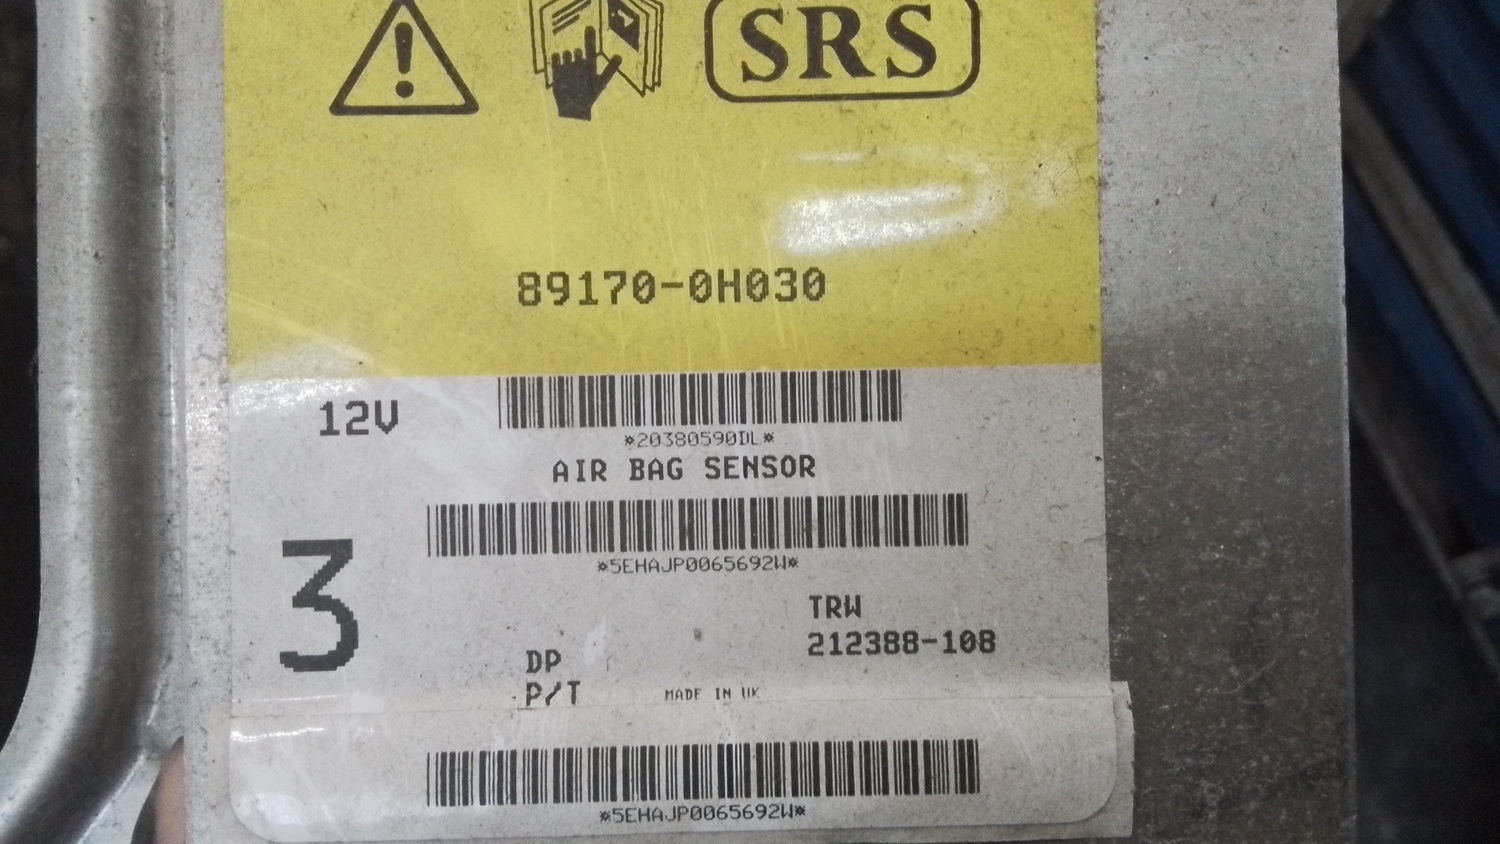 SRS
89170-0H030
12V
*20380590DL*
AIR BAG SENSOR
*5EHAJP0065692W*
3
TRW
212388-108
DP
P/T
MADE IN UK
*5EHAJP0065692W*